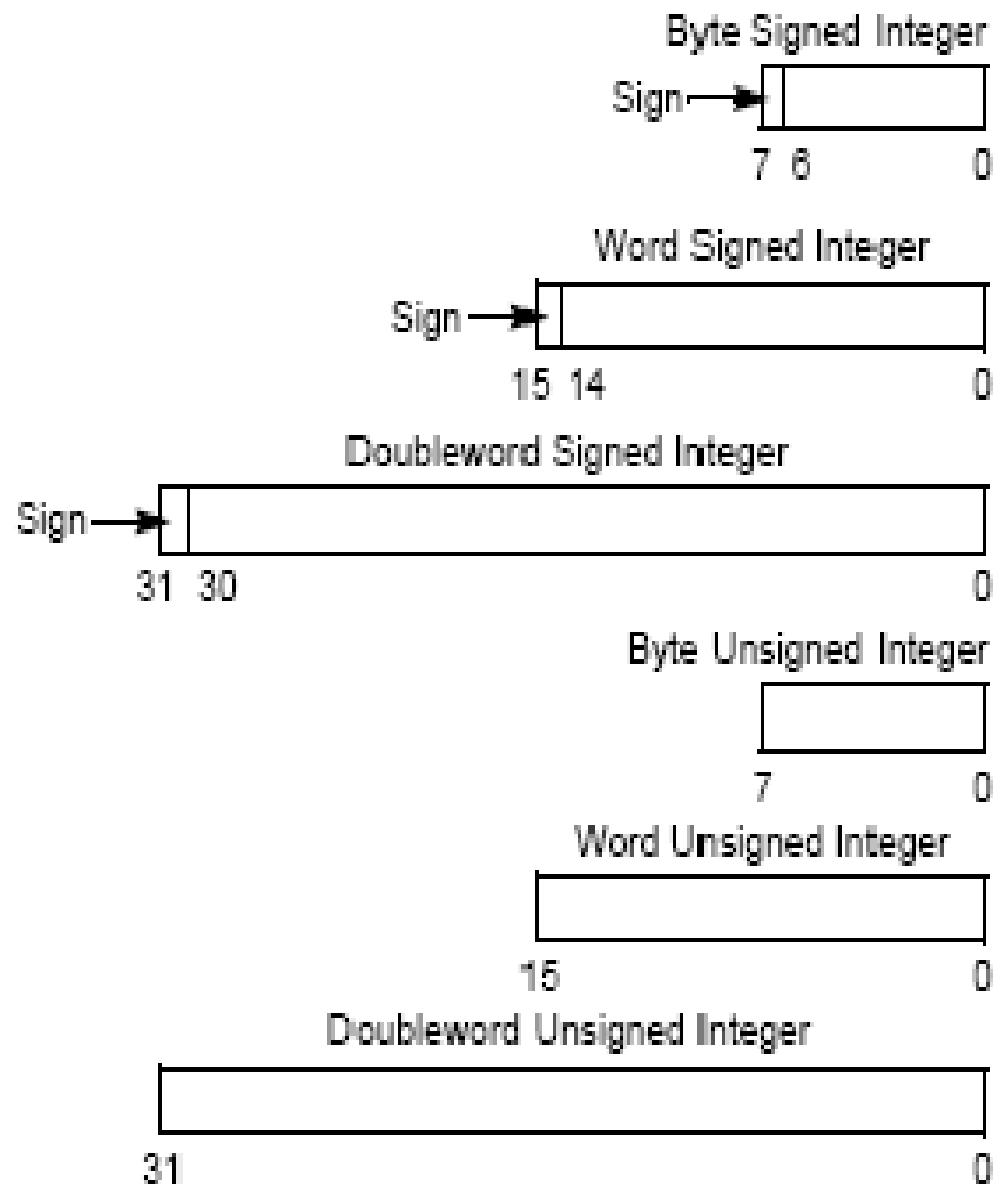 Byte Signed Integer
Sign
7 6 0
Word Signed Integer
Sign
15 14 0
Doubleword Signed Integer
Sign
31 30 0
Byte Unsigned Integer
7 0
Word Unsigned Integer
15 0
Doubleword Unsigned Integer
31 0